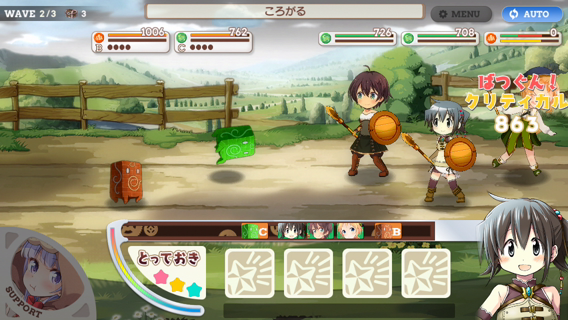 WAVE 2/3 3
ころがる
MENU
AUTO
1006
B
762
C
726
708
0
ばつぐん!
クリティカル
863
C
B
とっておき
SUPPORT